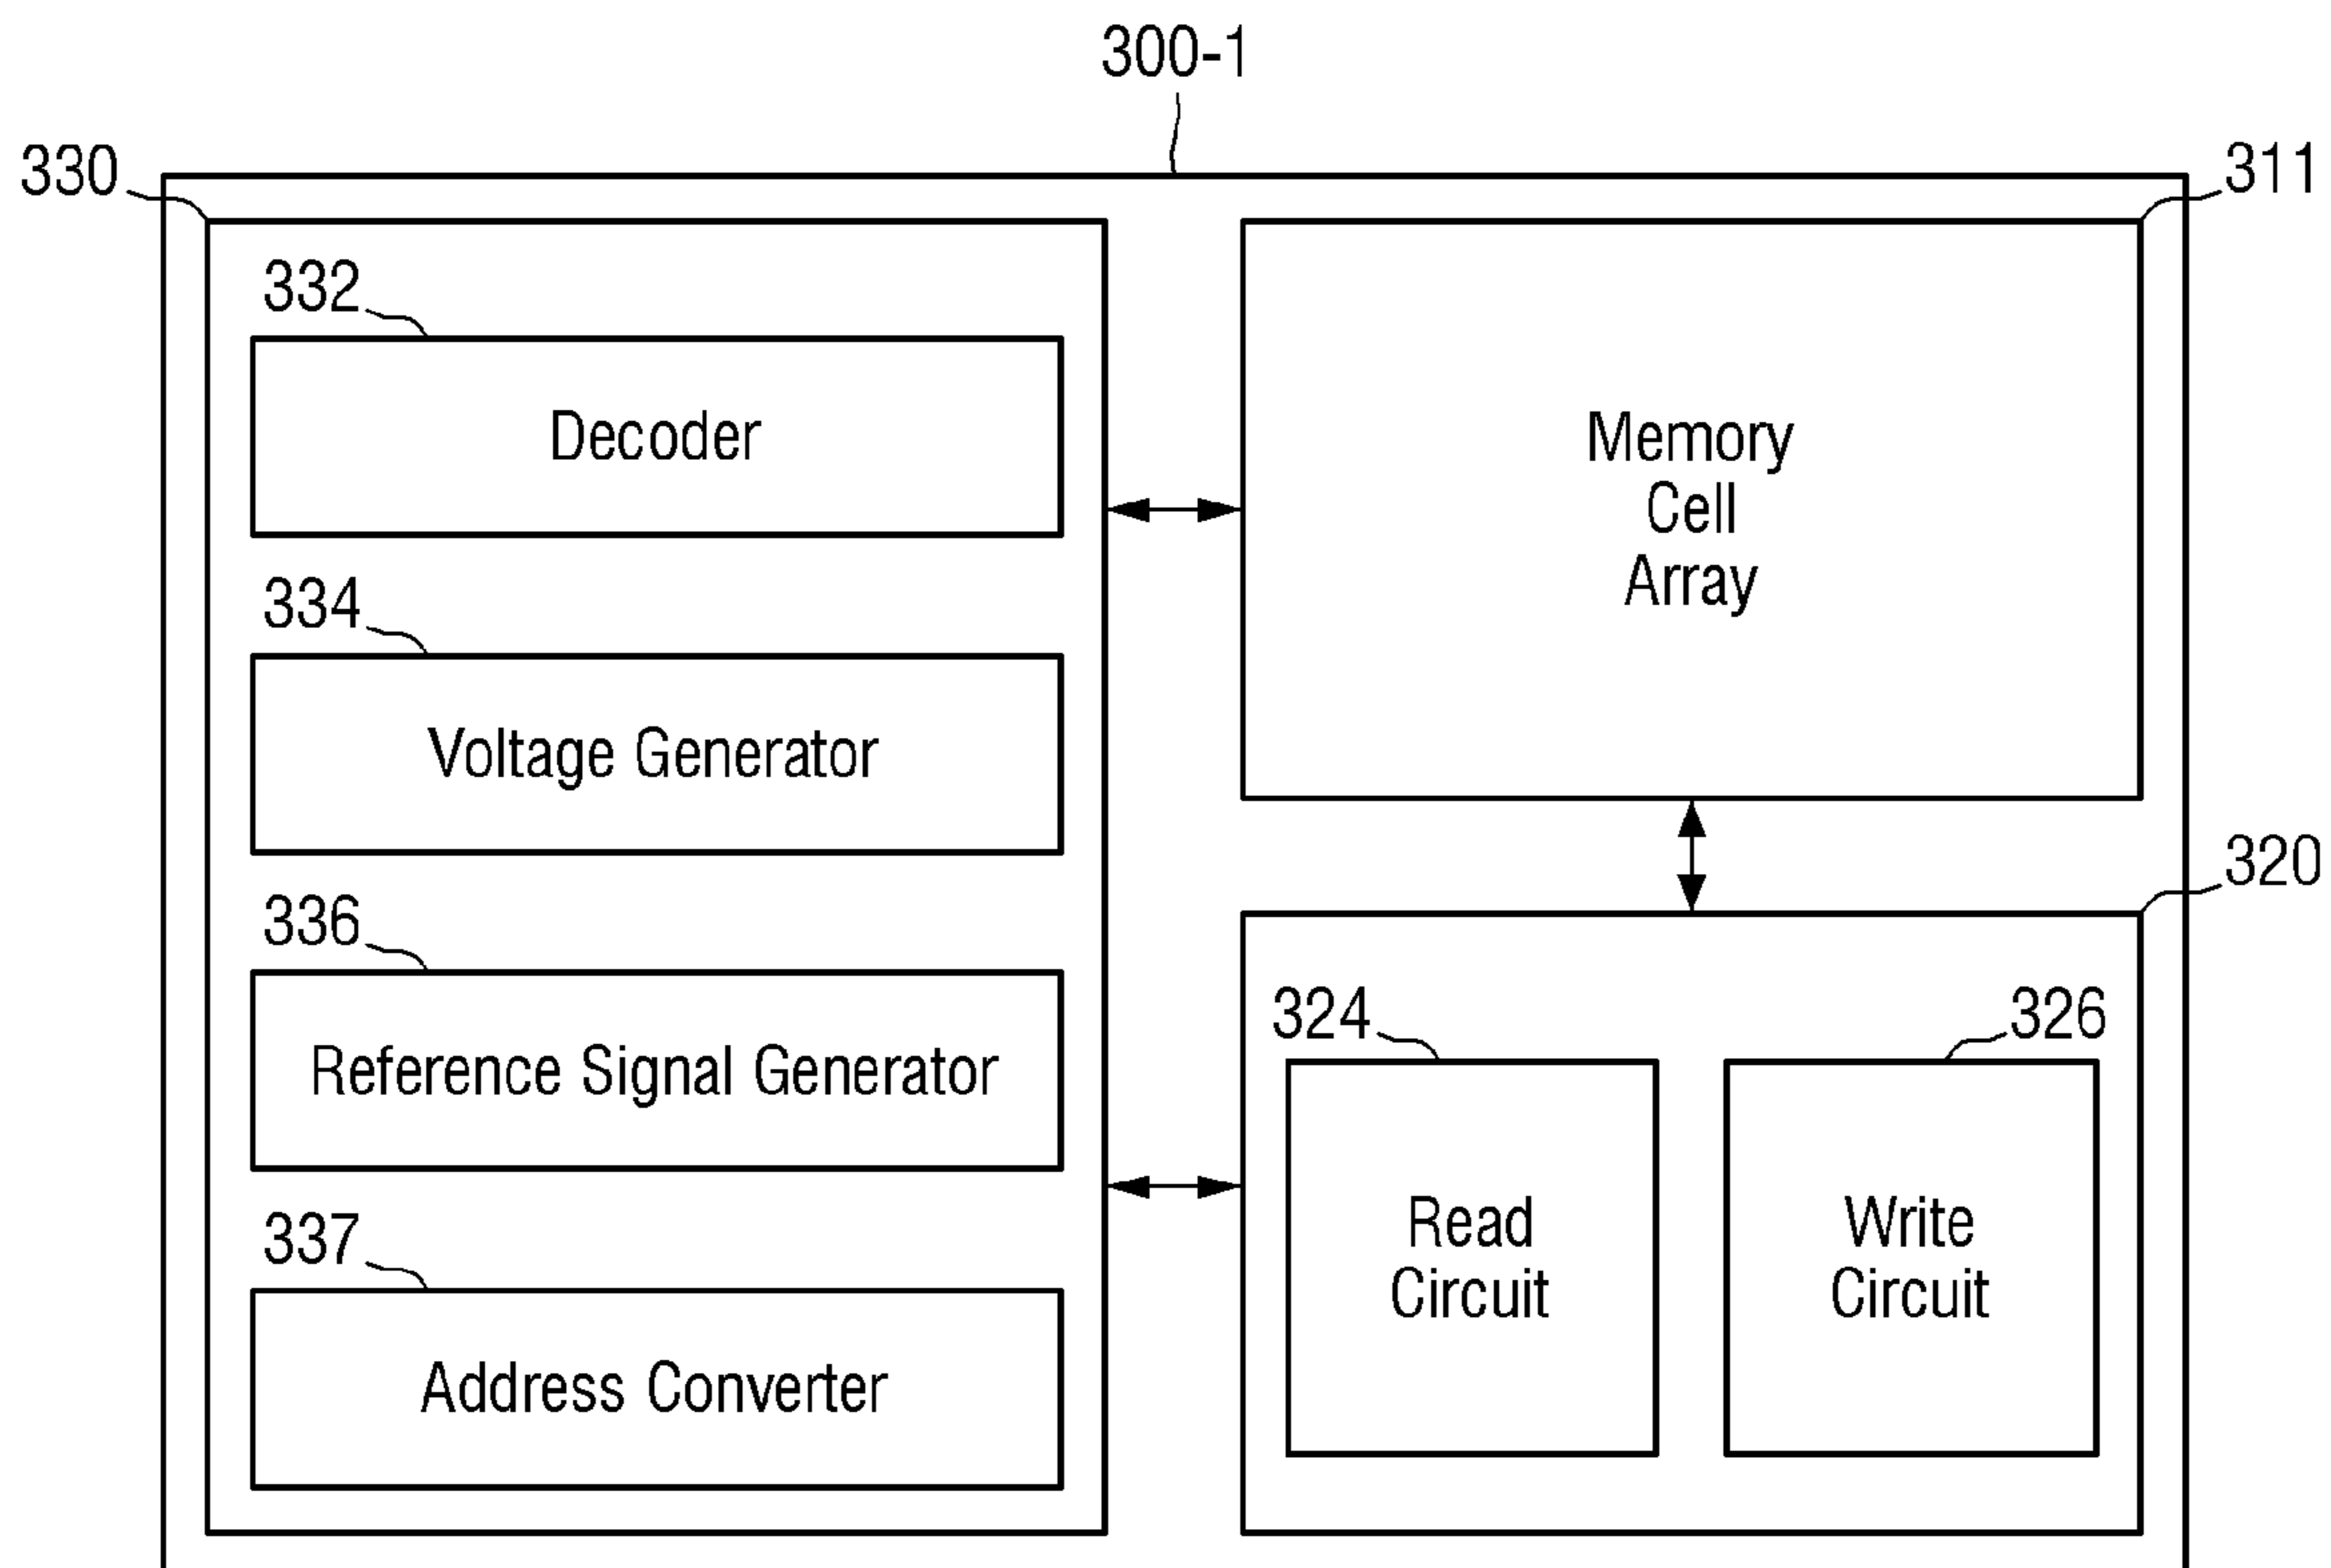 300-1
330
311
332
Decoder
Memory
Cell
Array
334
Voltage Generator
320
336
Reference Signal Generator
324
326
Read
Circuit
Write
Circuit
337
Address Converter